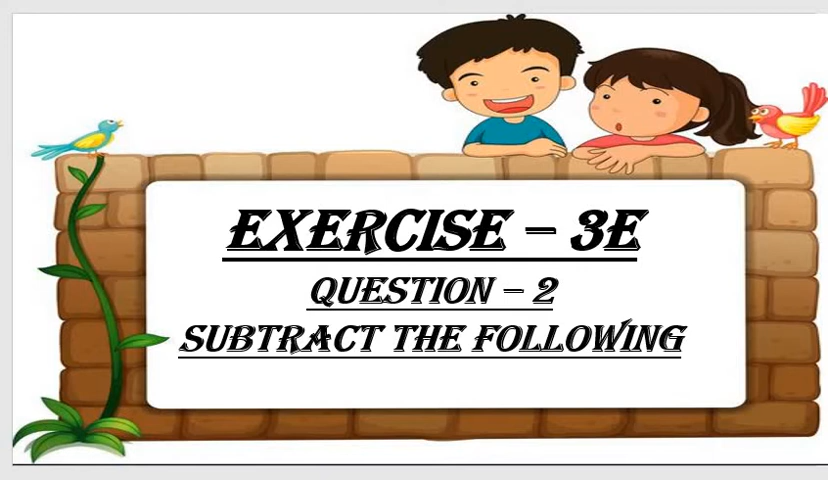 EXERCISE – 3E
QUESTION – 2
SUBTRACT THE FOLLOWING